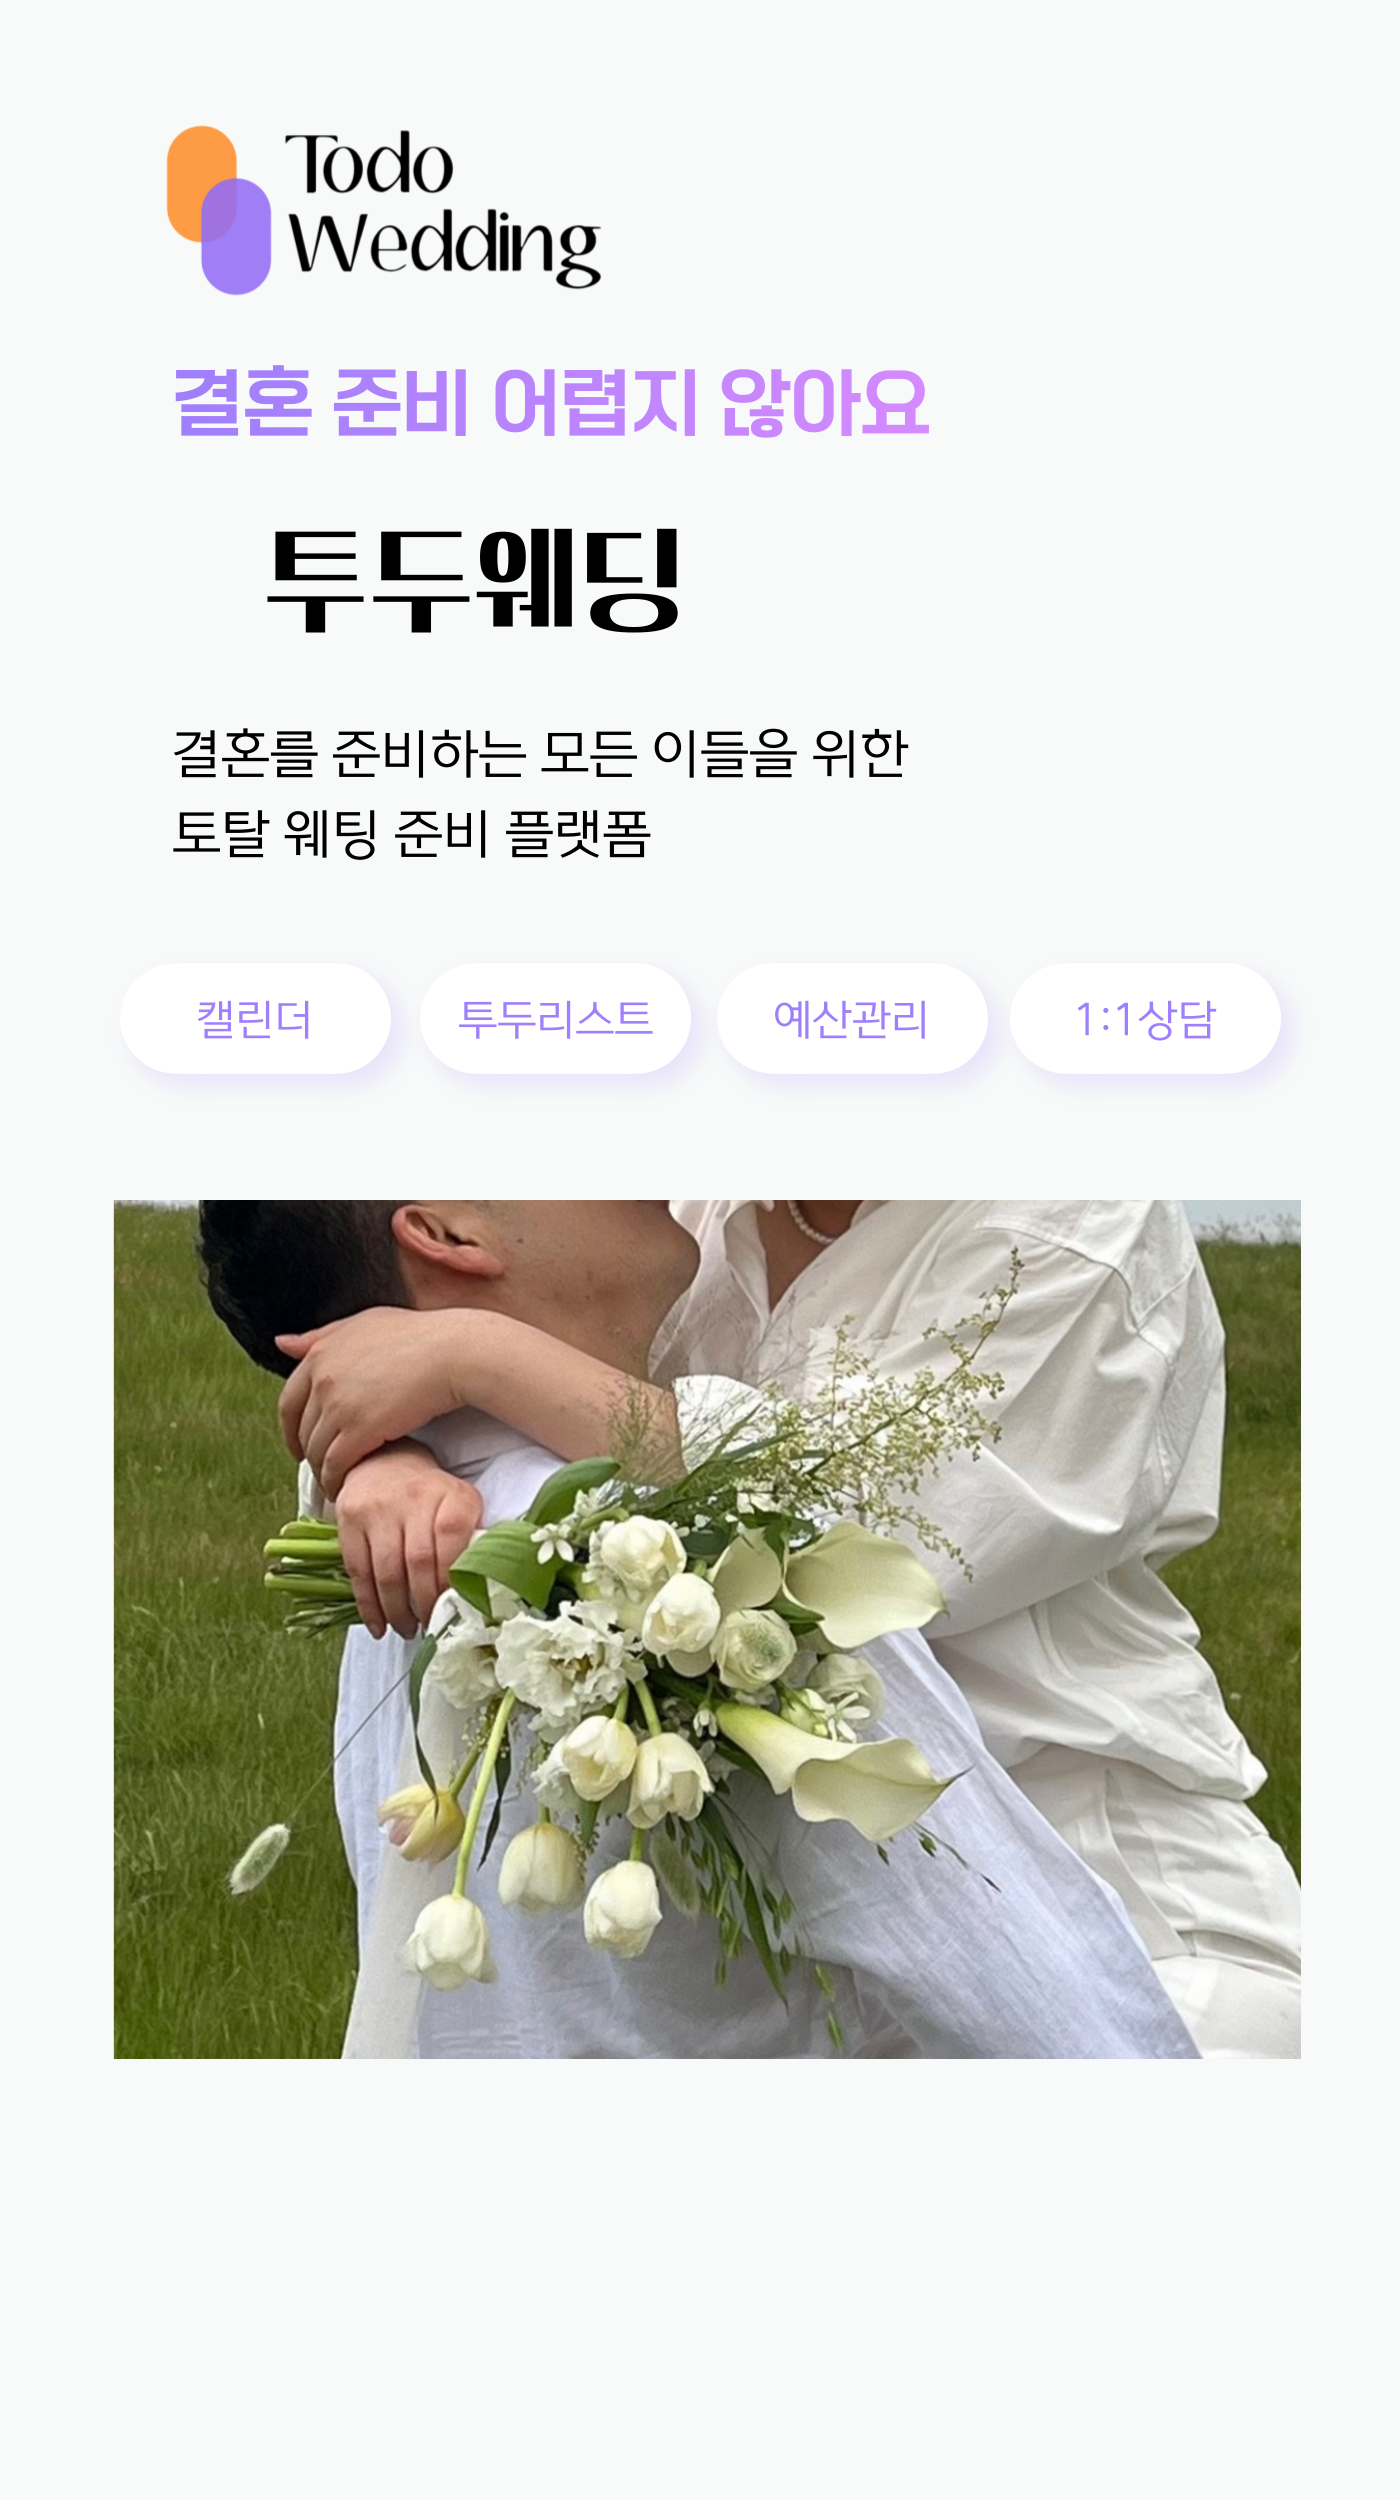 Todo
Wedding
결혼 준비 어렵지 않아요
투두웨딩
결혼를 준비하는 모든 이들을 위한
토탈 웨팅 준비 플랫폼
캘린더 투두리스트 예산관리 1:1상담